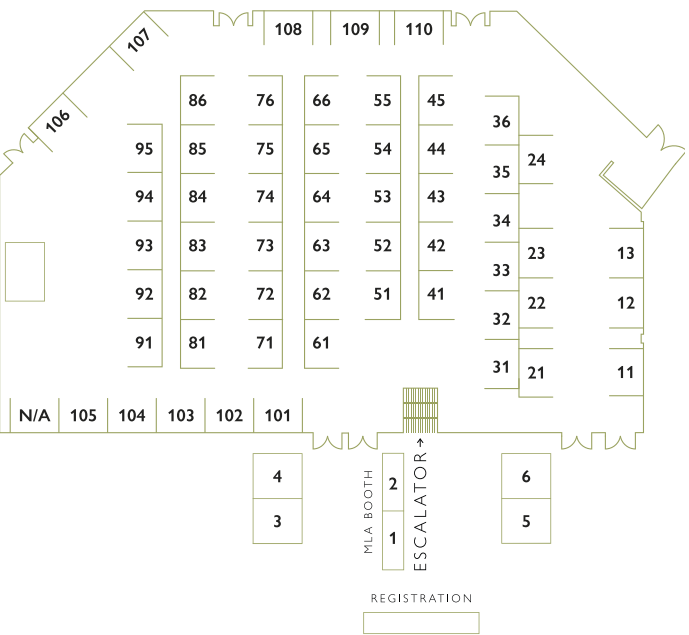 107
108 109 110
106
86 76 66 55 45
36
95 85 75 65 54 44
24
35
94 84 74 64 53 43
34
93 83 73 63 52 42
23 13
33
92 82 72 62 51 41
22 12
32
91 81 71 61
31 21 11
N/A 105 104 103 102 101
4 2 6
3 1 5
MLA BOOTH
ESCALATOR→
REGISTRATION